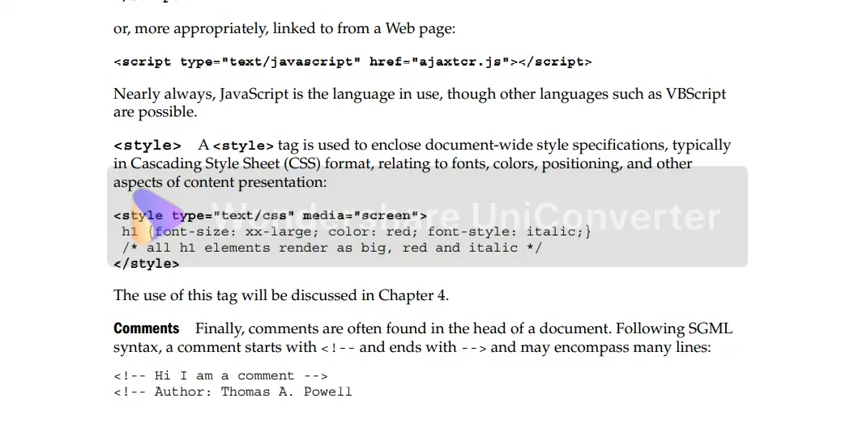 or, more appropriately, linked to from a Web page:
<script type="text/javascript" href="ajaxtcr.js"></script>
Nearly always, JavaScript is the language in use, though other languages such as VBScript
are possible.
<style> A <style> tag is used to enclose document-wide style specifications, typically
in Cascading Style Sheet (CSS) format, relating to fonts, colors, positioning, and other
aspects of content presentation:
Wondershare UniConverter
<style type="text/css" media="screen">
h1 {font-size: xx-large; color: red; font-style: italic;}
/* all h1 elements render as big, red and italic */
</style>
The use of this tag will be discussed in Chapter 4.
Comments Finally, comments are often found in the head of a document. Following SGML
syntax, a comment starts with <!-- and ends with --> and may encompass many lines:
<!-- Hi I am a comment -->
<!-- Author: Thomas A. Powell